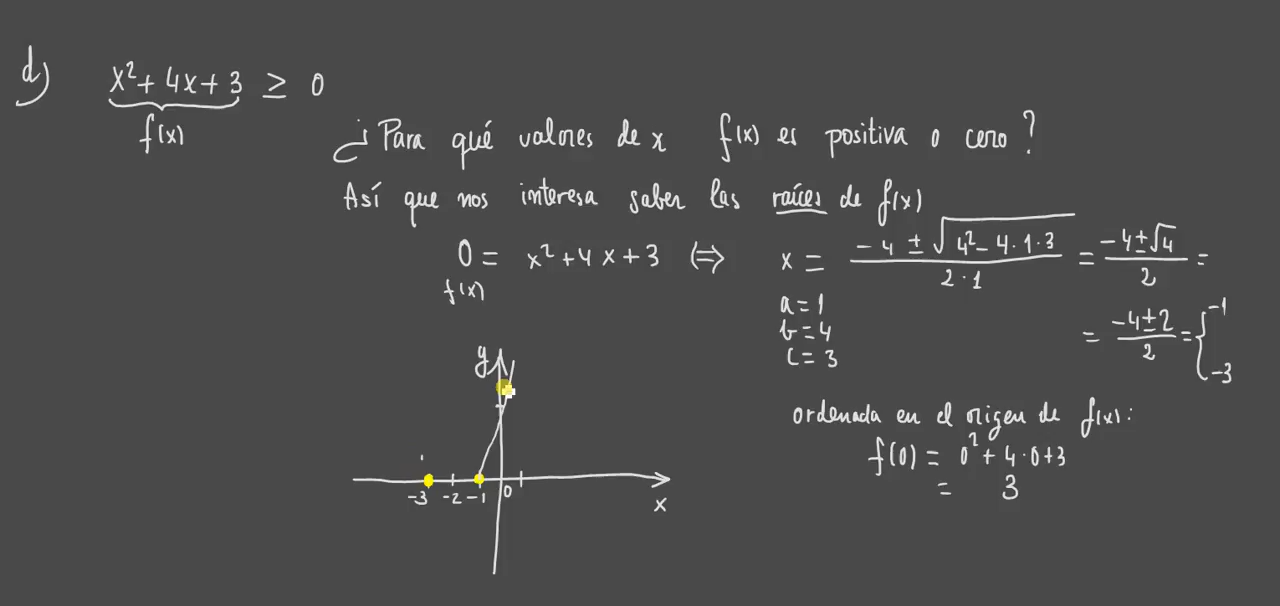 d) x² + 4x + 3 ≥ 0
f(x)
¿Para qué valores de x f(x) es positiva o cero?
Así que nos interesa saber las raíces de f(x)
0 = x² + 4x + 3 ⇔ x = (-4 ± √(4² - 4·1·3))/(2·1) = (-4 ± √4)/2 =
f(x)
a = 1
b = 4
c = 3
= (-4 ± 2)/2 = { -1
-3
ordenada en el origen de f(x):
f(0) = 0² + 4·0 + 3
= 3
y
-3 -2 -1 0
x